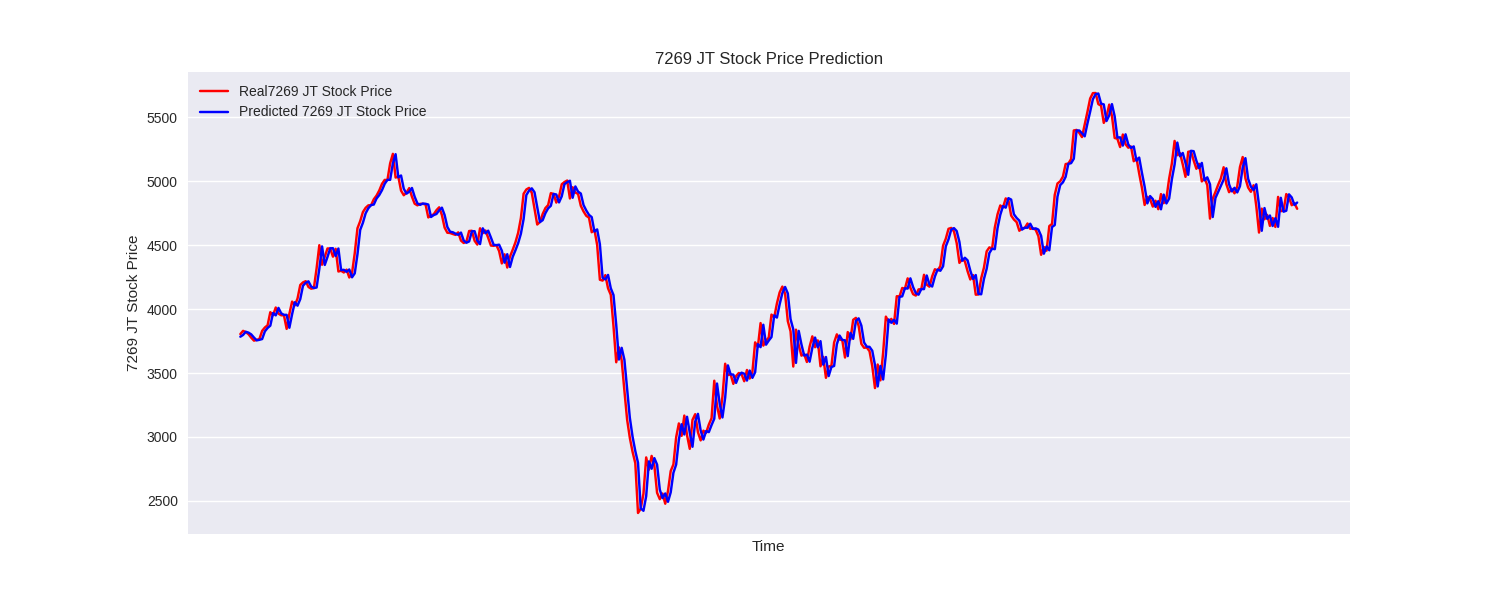 7269 JT Stock Price Prediction
Real7269 JT Stock Price
Predicted 7269 JT Stock Price
5500
5000
4500
4000
3500
3000
2500
7269 JT Stock Price
Time